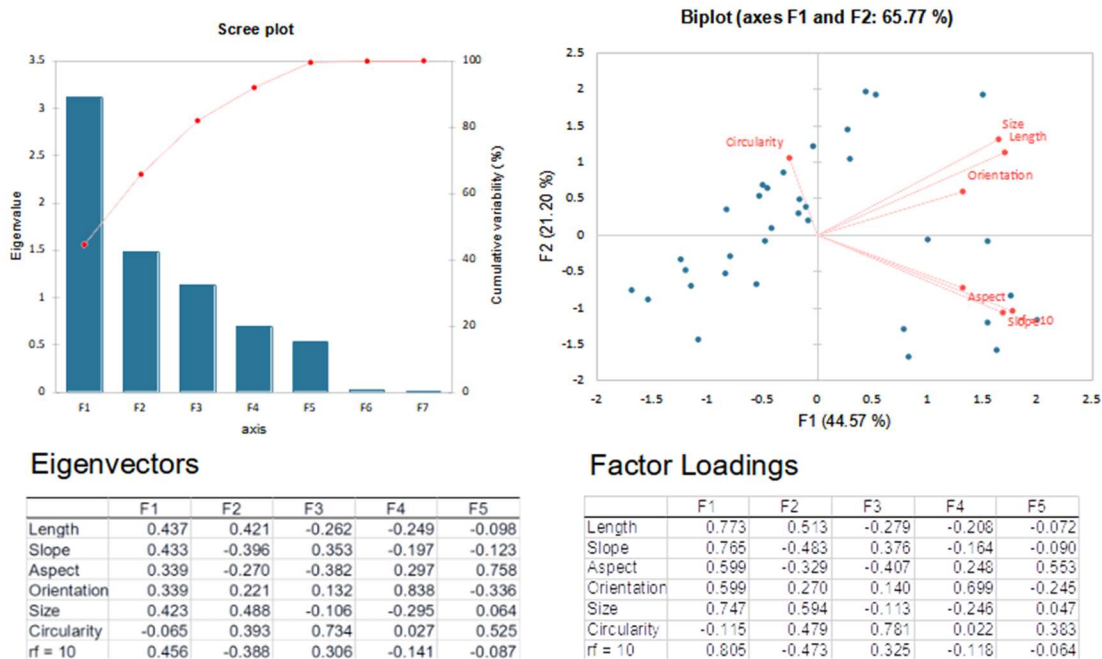 Scree plot
3.5
3
2.5
2
1.5
1
0.5
0
Eigenvalue
100
80
60
40
20
0
Cumulative variability (%)
F1 F2 F3 F4 F5 F6 F7
axis
Biplot (axes F1 and F2: 65.77 %)
2.5
2
1.5
1
0.5
0
-0.5
-1
-1.5
-2
F2 (21.20 %)
Size
Length
Circularity
Orientation
Aspect
Slope
rf = 10
-2 -1.5 -1 -0.5 0 0.5 1 1.5 2 2.5
F1 (44.57 %)
Eigenvectors
F1 F2 F3 F4 F5
Length 0.437 0.421 -0.262 -0.249 -0.098
Slope 0.433 -0.396 0.353 -0.197 -0.123
Aspect 0.339 -0.270 -0.382 0.297 0.758
Orientation 0.339 0.221 0.132 0.838 -0.336
Size 0.423 0.488 -0.106 -0.295 0.064
Circularity -0.065 0.393 0.734 0.027 0.525
rf = 10 0.456 -0.388 0.306 -0.141 -0.087
Factor Loadings
F1 F2 F3 F4 F5
Length 0.773 0.513 -0.279 -0.208 -0.072
Slope 0.765 -0.483 0.376 -0.164 -0.090
Aspect 0.599 -0.329 -0.407 0.248 0.553
Orientation 0.599 0.270 0.140 0.699 -0.245
Size 0.747 0.594 -0.113 -0.246 0.047
Circularity -0.115 0.479 0.781 0.022 0.383
rf = 10 0.805 -0.473 0.325 -0.118 -0.064